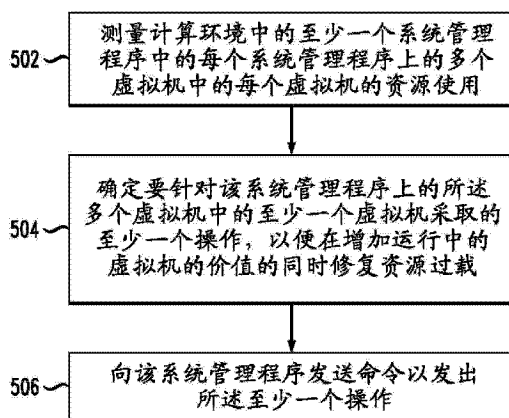 测量计算环境中的至少一个系统管理
程序中的每个系统管理程序上的多个
虚拟机中的每个虚拟机的资源使用
502
确定要针对该系统管理程序上的所述
多个虚拟机中的至少一个虚拟机采取的
至少一个操作，以便在增加运行中的
虚拟机的价值的同时修复资源过载
504
向该系统管理程序发送命令以发出
所述至少一个操作
506